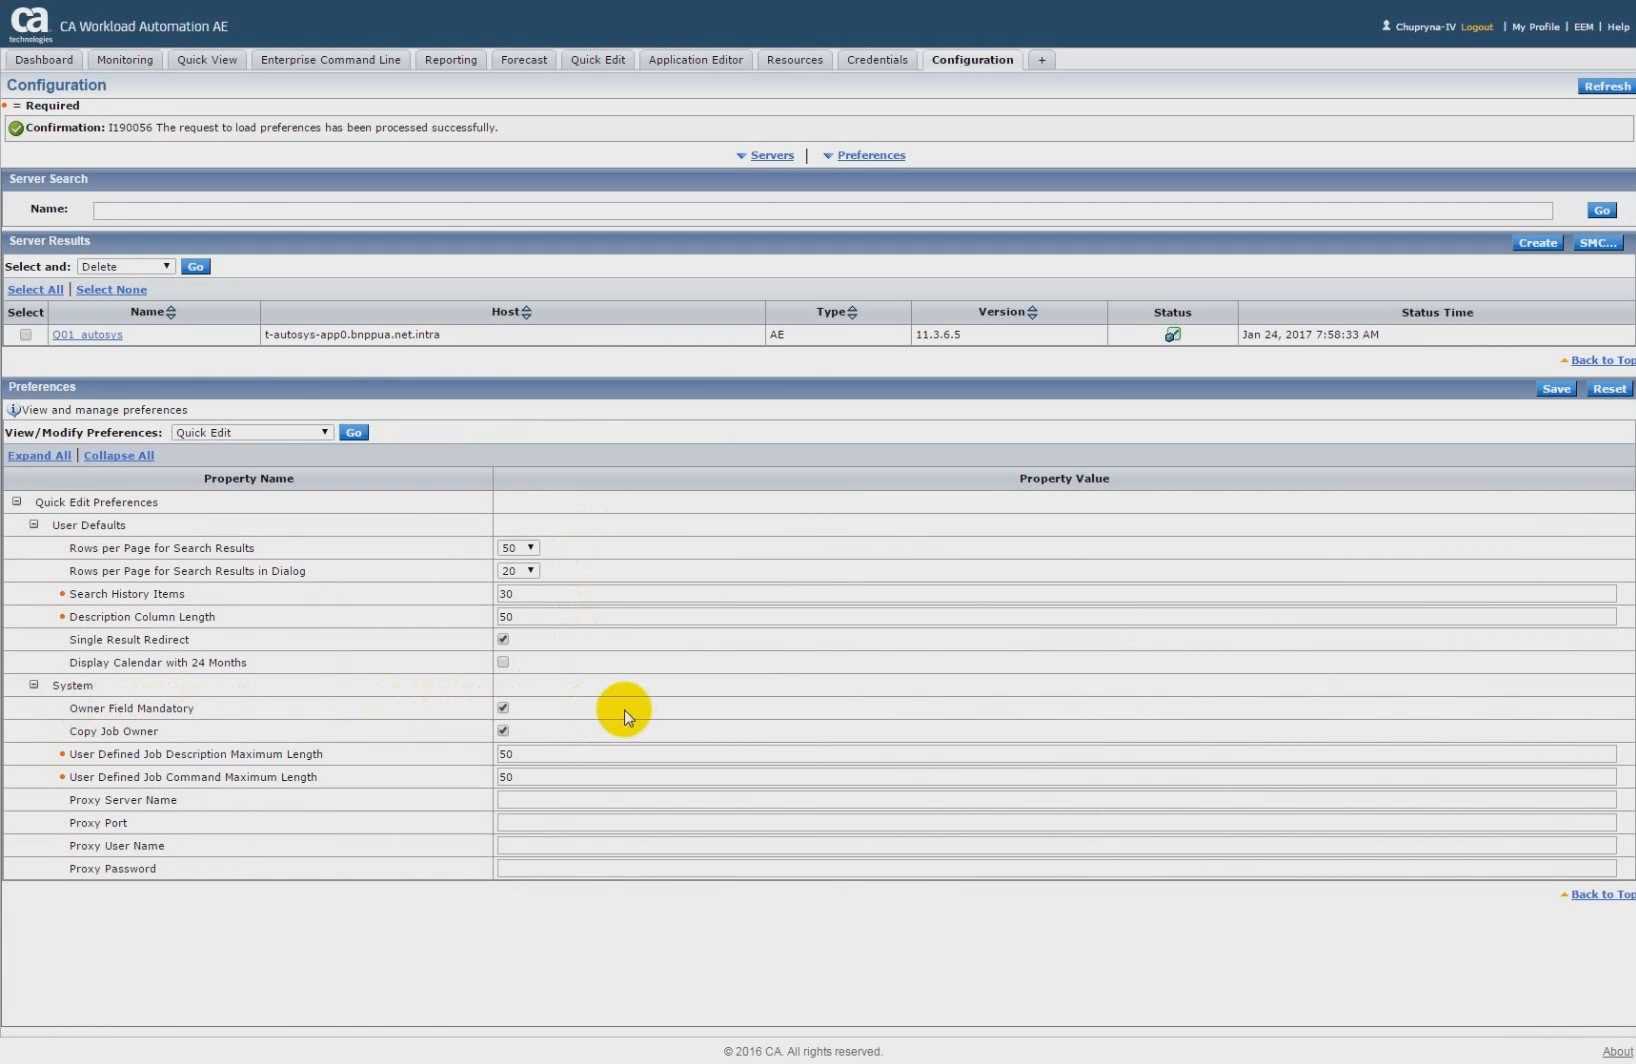 ca technologies CA Workload Automation AE Chupryna-IV Logout | My Profile | EEM | Help
Dashboard Monitoring Quick View Enterprise Command Line Reporting Forecast Quick Edit Application Editor Resources Credentials Configuration +
Configuration Refresh
= Required
Confirmation: I190056 The request to load preferences has been processed successfully.
Servers | Preferences
Server Search
Name: Go
Server Results Create SMC...
Select and: Delete Go
Select All | Select None
Select Name Host Type Version Status Status Time
Q01_autosys t-autosys-app0.bnppua.net.intra AE 11.3.6.5 Jan 24, 2017 7:58:33 AM
Back to Top
Preferences Save Reset
View and manage preferences
View/Modify Preferences: Quick Edit Go
Expand All | Collapse All
Property Name Property Value
Quick Edit Preferences
User Defaults
Rows per Page for Search Results 50
Rows per Page for Search Results in Dialog 20
Search History Items 30
Description Column Length 50
Single Result Redirect
Display Calendar with 24 Months
System
Owner Field Mandatory
Copy Job Owner
User Defined Job Description Maximum Length 50
User Defined Job Command Maximum Length 50
Proxy Server Name
Proxy Port
Proxy User Name
Proxy Password
Back to Top
© 2016 CA. All rights reserved. About